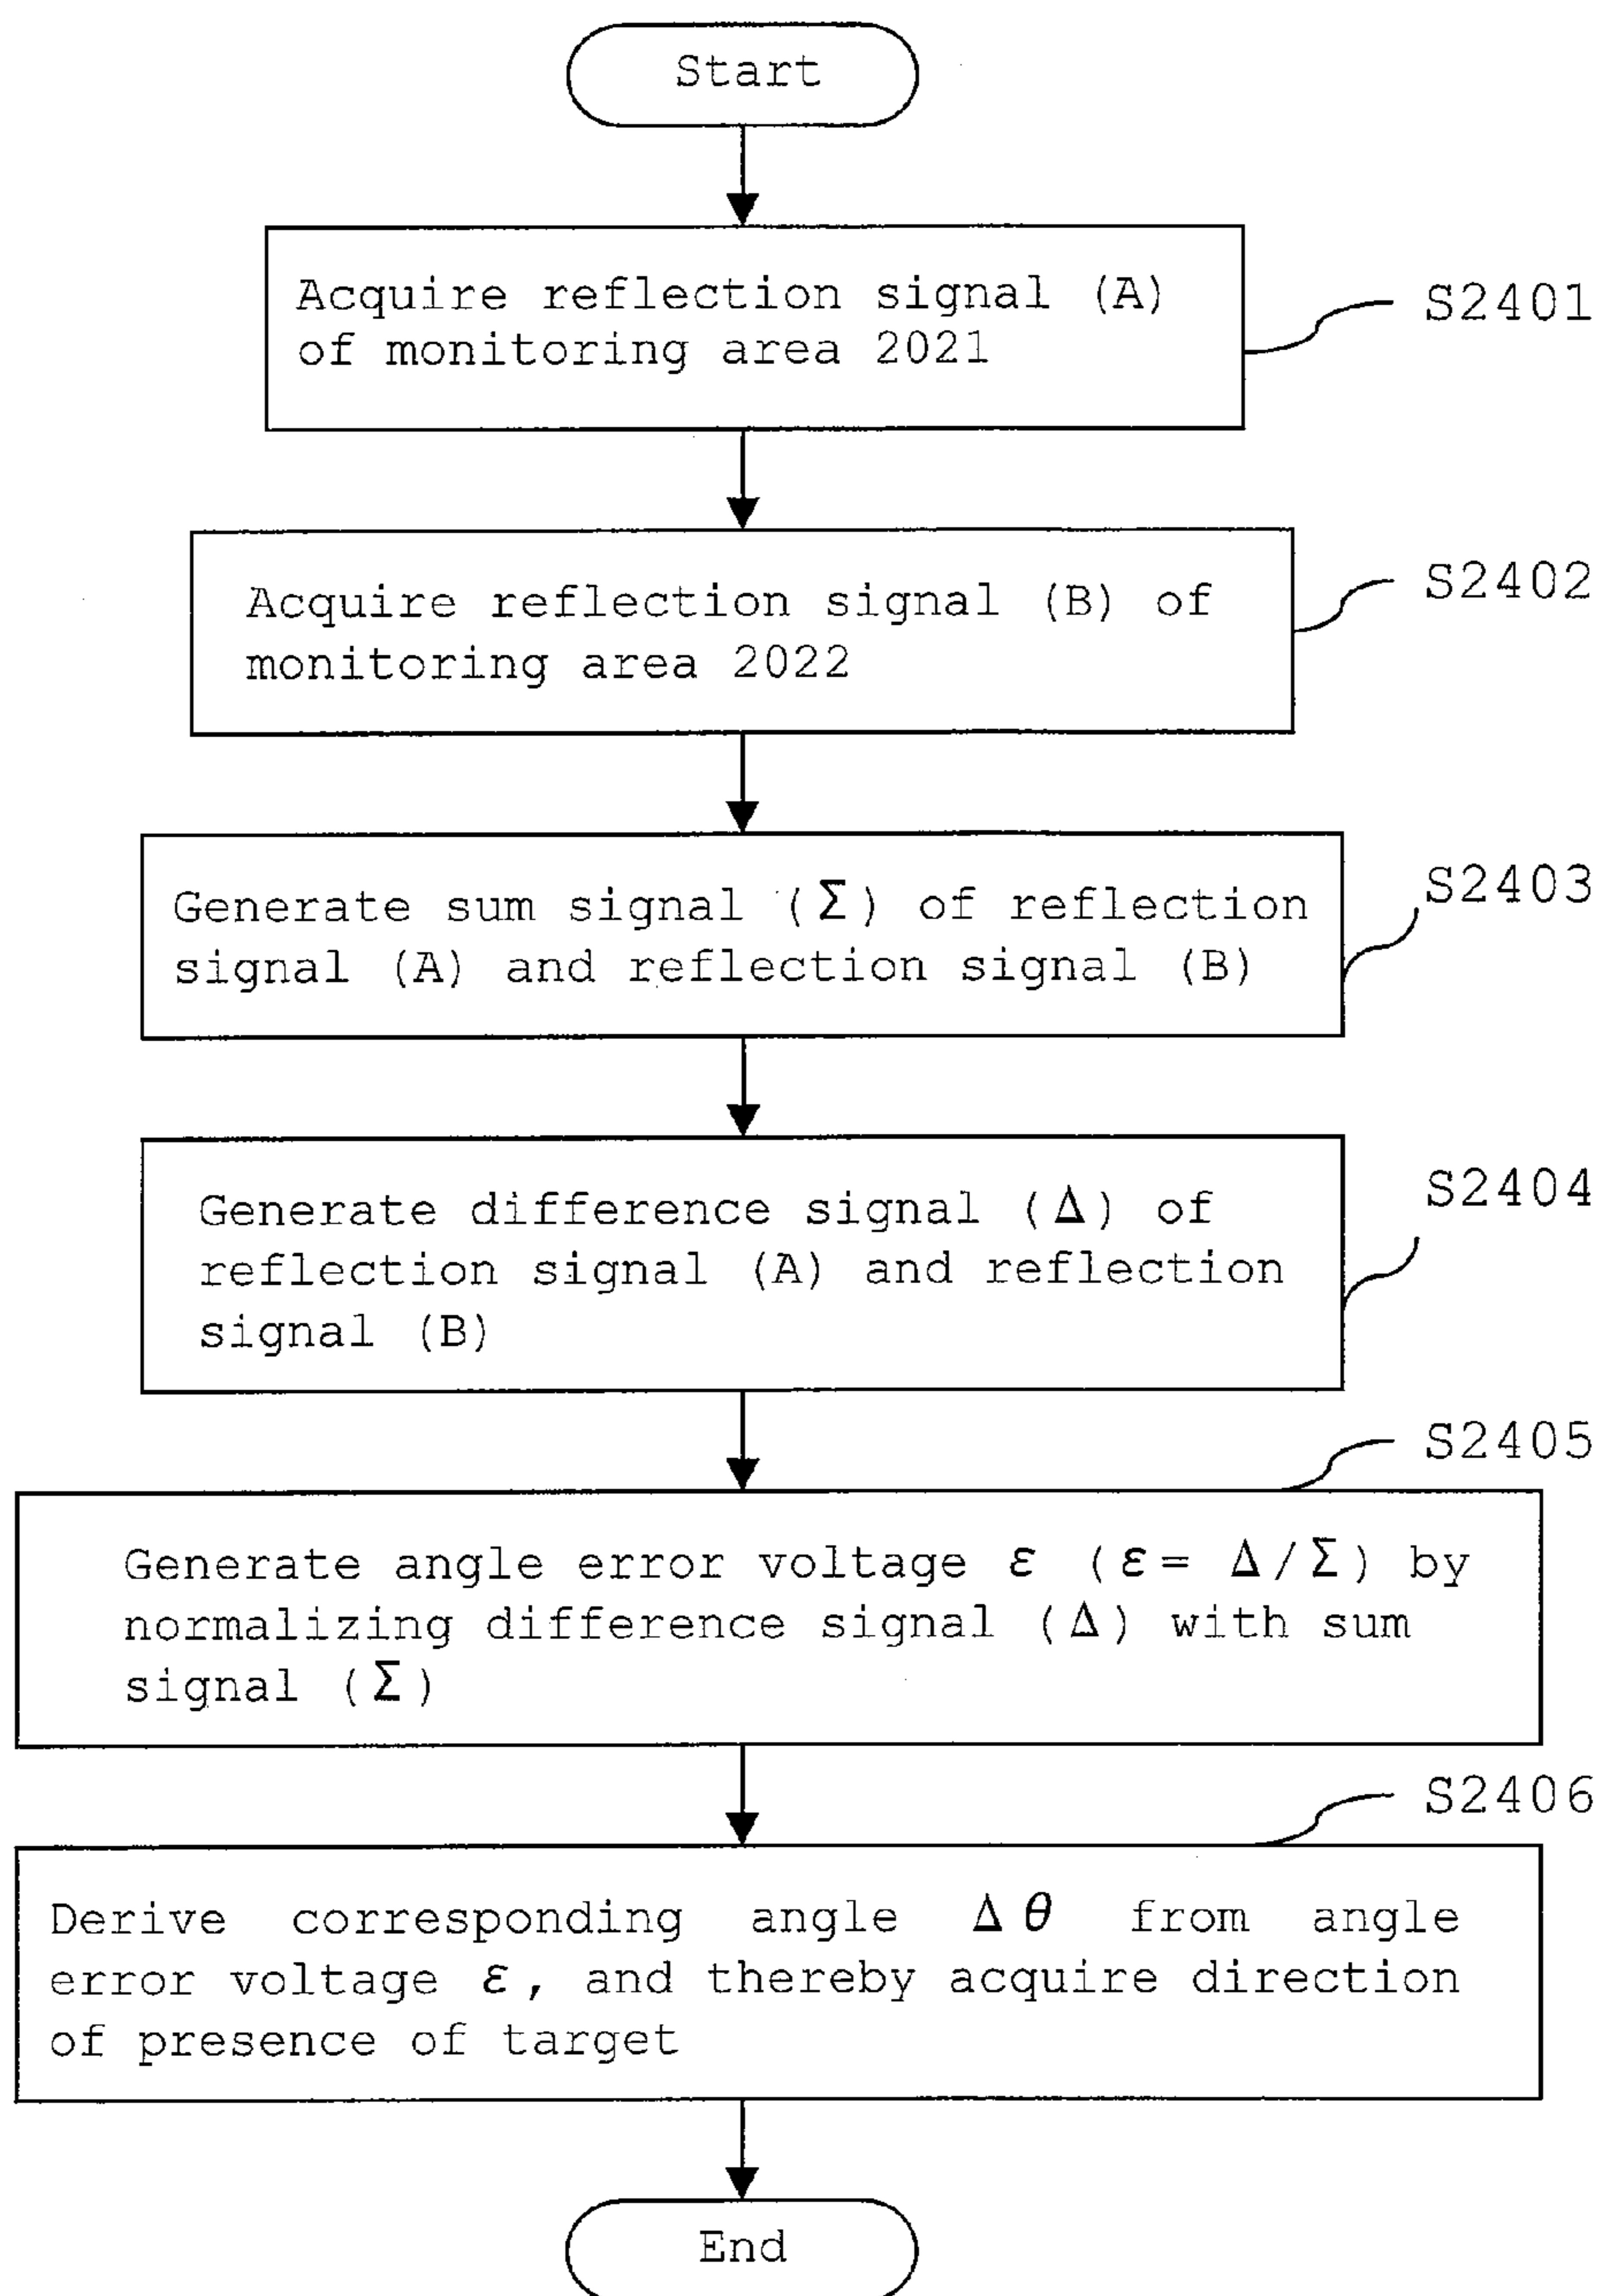 Start
Acquire reflection signal (A)
of monitoring area 2021
S2401
Acquire reflection signal (B) of
monitoring area 2022
S2402
Generate sum signal (Σ) of reflection
signal (A) and reflection signal (B)
S2403
Generate difference signal (Δ) of
reflection signal (A) and reflection
signal (B)
S2404
S2405
Generate angle error voltage ε (ε= Δ/Σ) by
normalizing difference signal (Δ) with sum
signal (Σ)
S2406
Derive corresponding angle Δθ from angle
error voltage ε, and thereby acquire direction
of presence of target
End